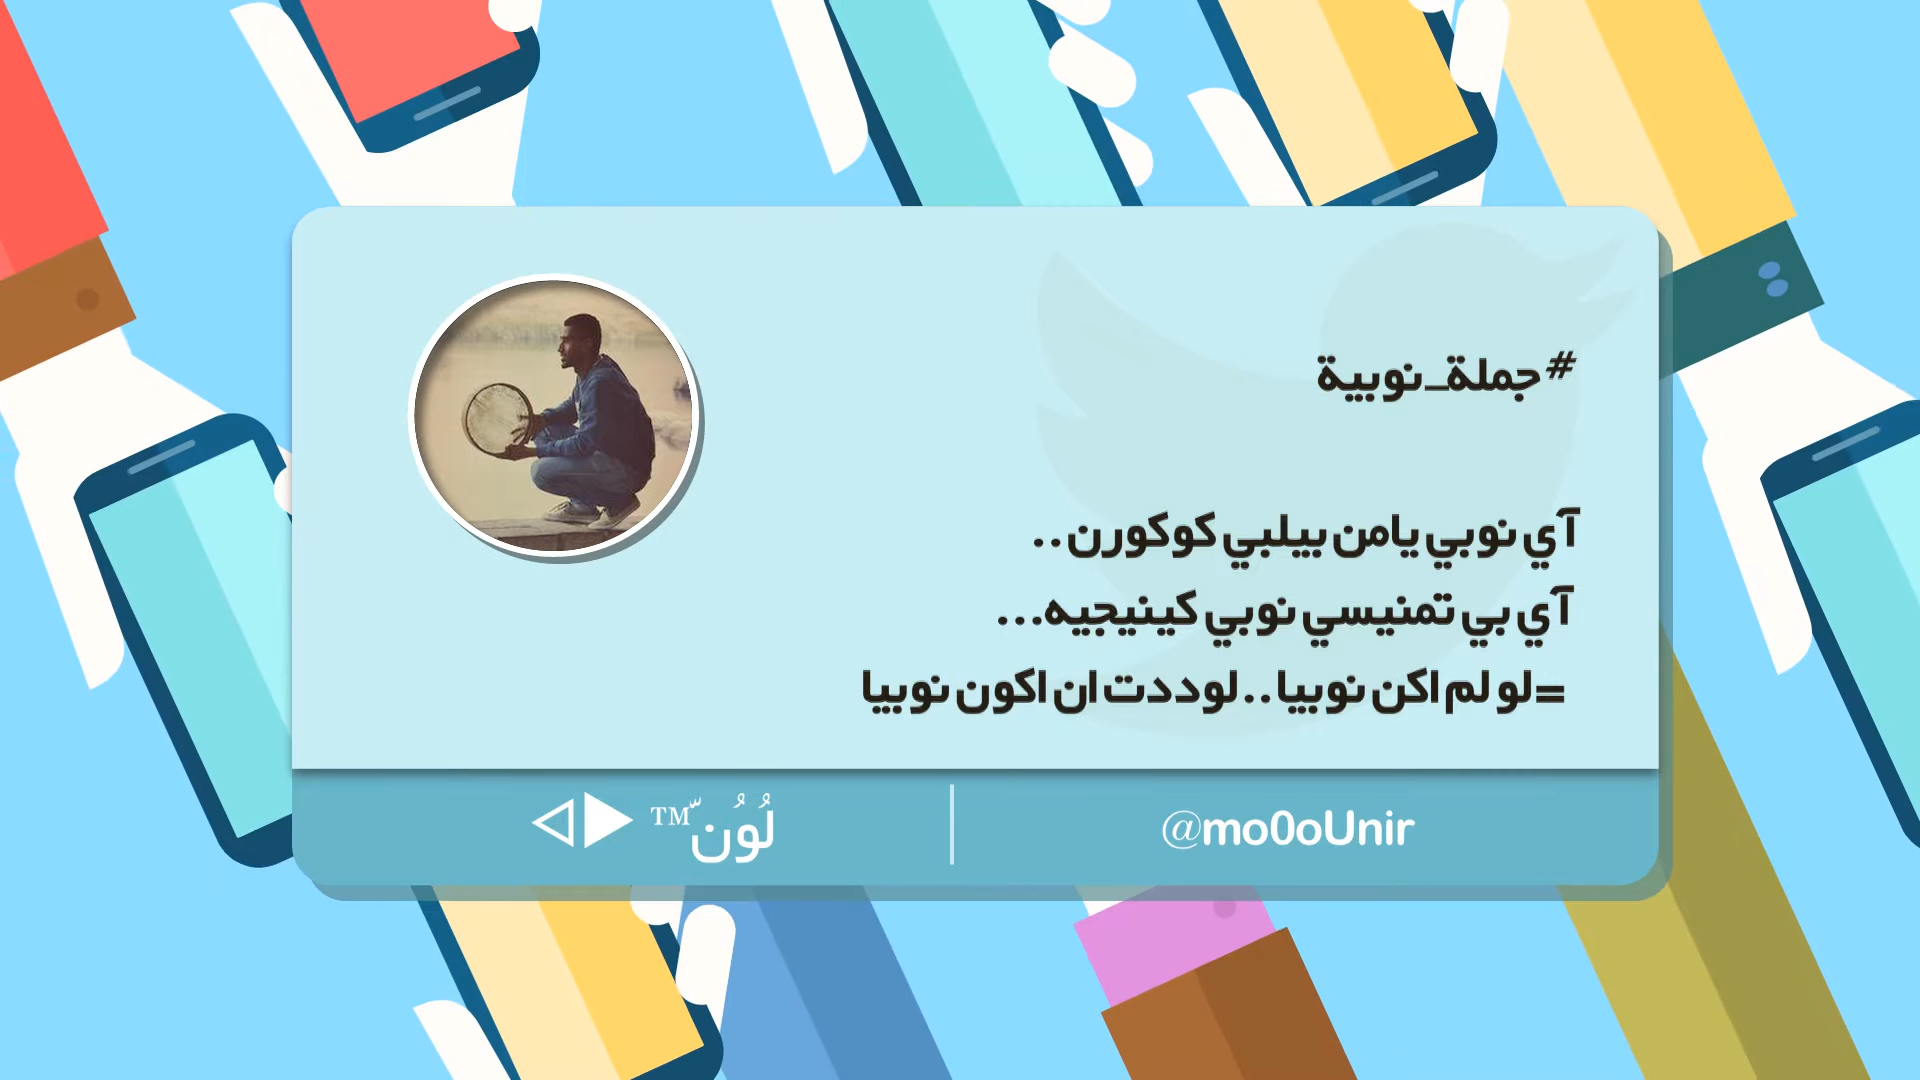 #جملة_نوبية
آي نوبي يامن بيلبي كوكورن..
آي بي تمنيسي نوبي كينيجيه...
=لو لم اكن نوبيا..لوددت ان اكون نوبيا
لُوُنّ™
@mo0oUnir